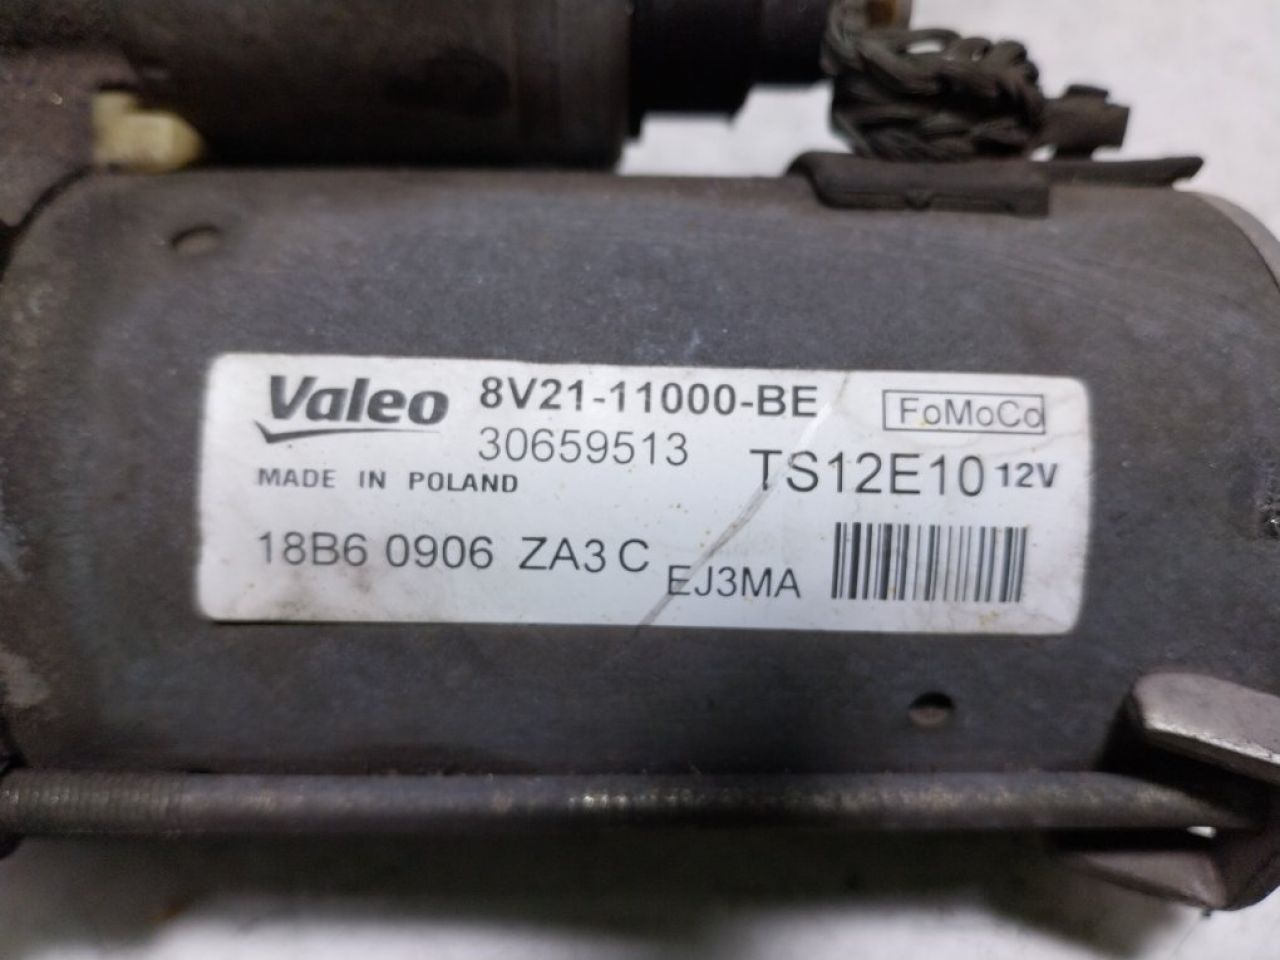 Valeo 8V21-11000-BE FoMoCo
30659513
MADE IN POLAND TS12E10 12V
18B6 0906 ZA3 C EJ3MA